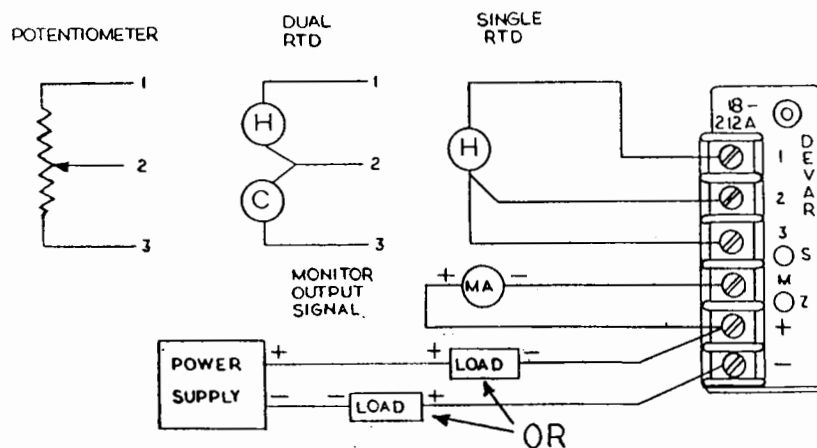 POTENTIOMETER
1
2
3
DUAL
RTD
H
C
1
2
3
SINGLE
RTD
H
18-
212A
DEVAR
1
2
3
S
M
Z
+
-
MONITOR
OUTPUT
SIGNAL
+ MA -
POWER
SUPPLY
+ + LOAD -
- - LOAD +
OR